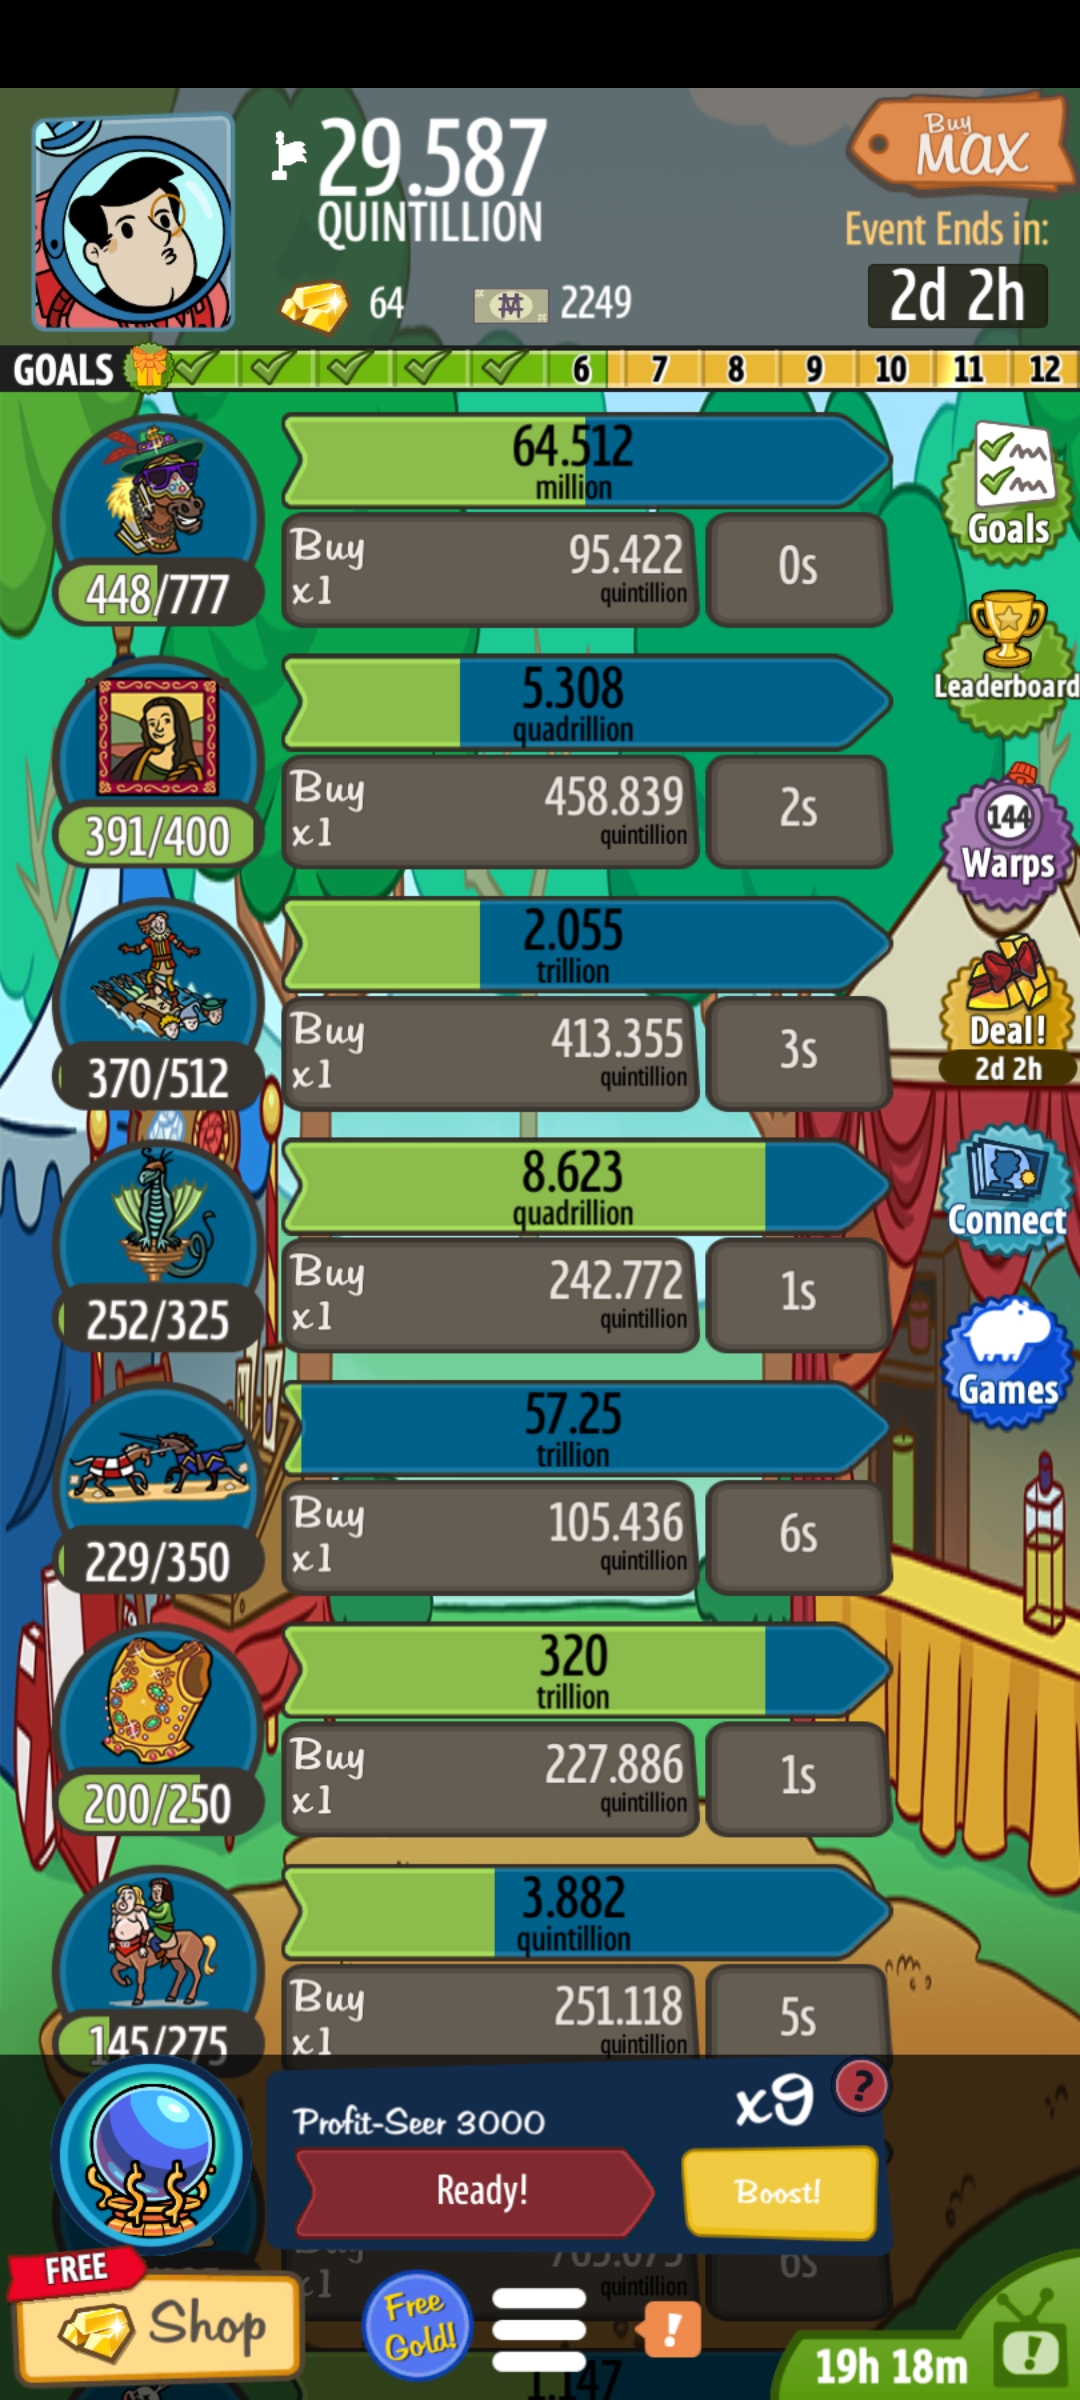 29.587
QUINTILLION
Buy
MAX
Event Ends in:
2d 2h
64
2249
GOALS 6 7 8 9 10 11 12
64.512
million
448/777
Buy
x1
95.422
quintillion
0s
Goals
5.308
quadrillion
391/400
Buy
x1
458.839
quintillion
2s
Leaderboard
144
Warps
2.055
trillion
370/512
Buy
x1
413.355
quintillion
3s
Deal!
2d 2h
8.623
quadrillion
252/325
Buy
x1
242.772
quintillion
1s
Connect
Games
57.25
trillion
229/350
Buy
x1
105.436
quintillion
6s
320
trillion
200/250
Buy
x1
227.886
quintillion
1s
3.882
quintillion
145/275
Buy
x1
251.118
quintillion
5s
Profit-Seer 3000
x9
?
Ready!
Boost!
x1
quintillion
6s
FREE
Shop
Free
Gold!
!
1.147
19h 18m
!